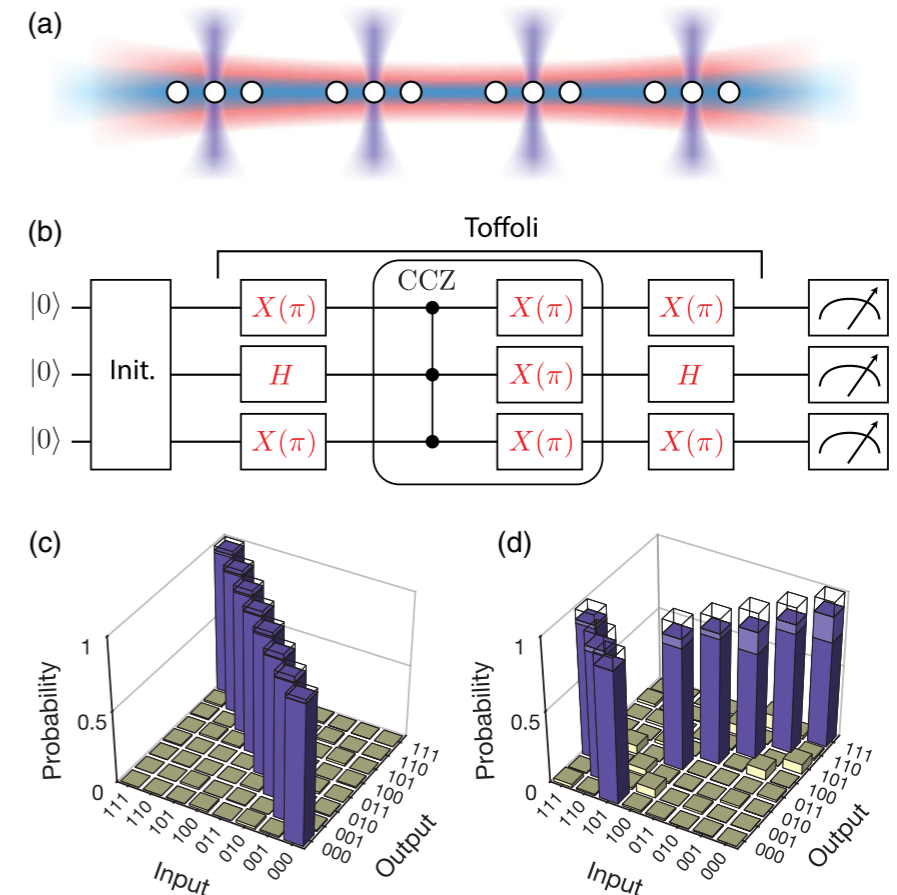 (a)
(b)
Toffoli
CCZ
|0⟩ X(π) X(π) X(π)
|0⟩ Init. H X(π) H
|0⟩ X(π) X(π) X(π)
(c)
(d)
Probability
1
0.5
0
111
110
101
100
011
010
001
000
Input
000
001
010
011
100
101
110
111
Output
Probability
1
0.5
0
111
110
101
100
011
010
001
000
Input
000
001
010
011
100
101
110
111
Output